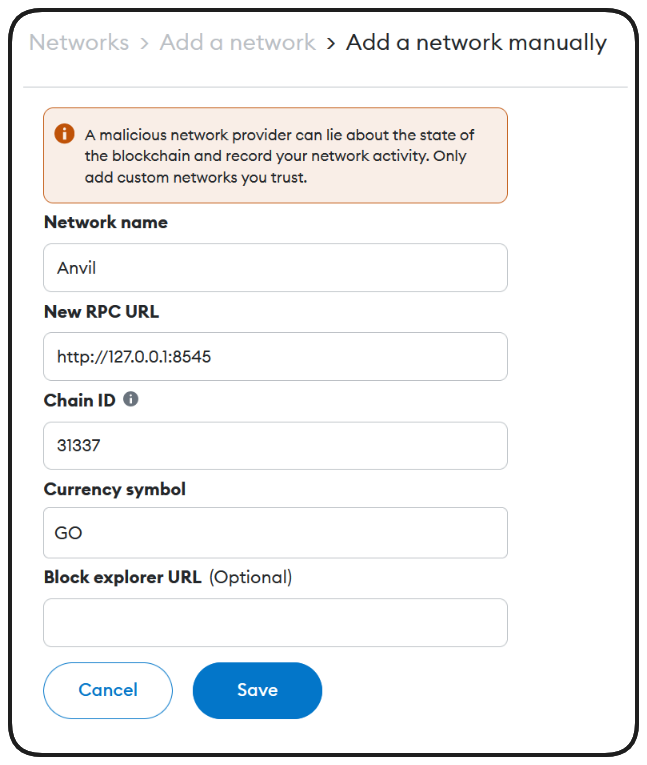 Networks > Add a network > Add a network manually
A malicious network provider can lie about the state of
the blockchain and record your network activity. Only
add custom networks you trust.
Network name
Anvil
New RPC URL
http://127.0.0.1:8545
Chain ID
31337
Currency symbol
GO
Block explorer URL (Optional)
Cancel Save